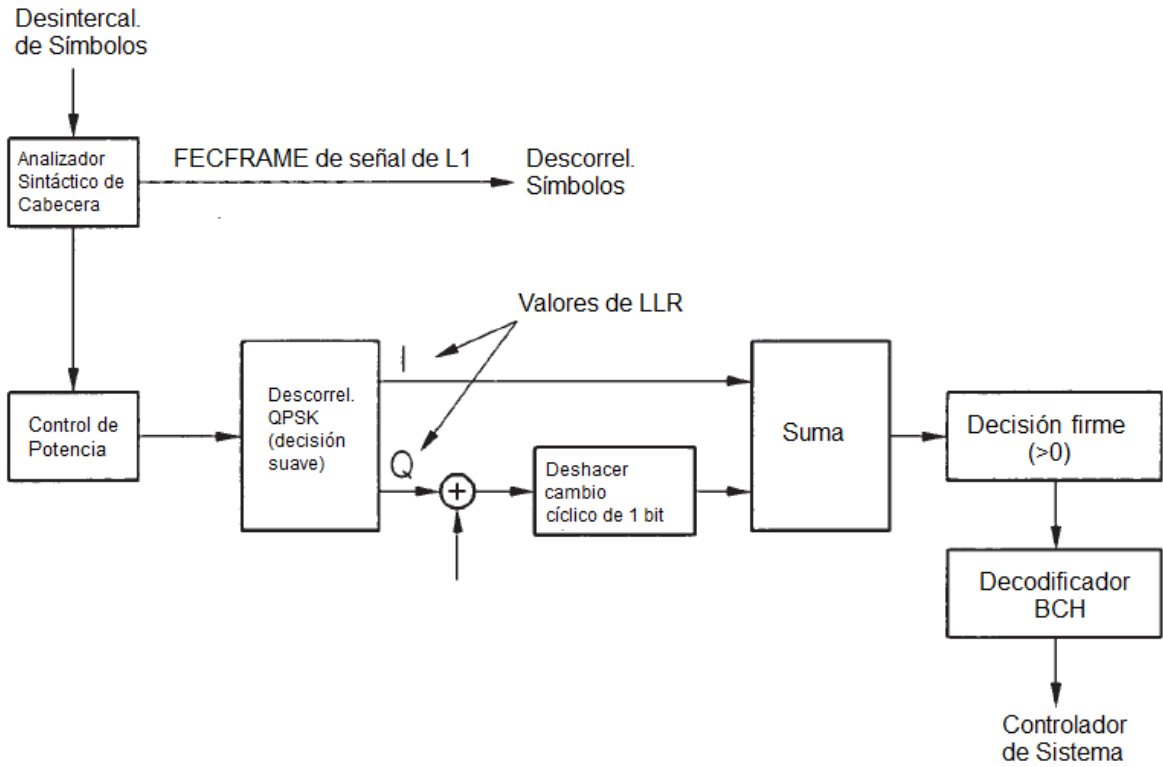 Desintercal.
de Símbolos
Analizador
Sintáctico de
Cabecera
FECFRAME de señal de L1
Descorrel.
Símbolos
Valores de LLR
I
Q
Control de
Potencia
Descorrel.
QPSK
(decisión
suave)
+
Deshacer
cambio
cíclico de 1 bit
Suma
Decisión firme
(>0)
Decodificador
BCH
Controlador
de Sistema